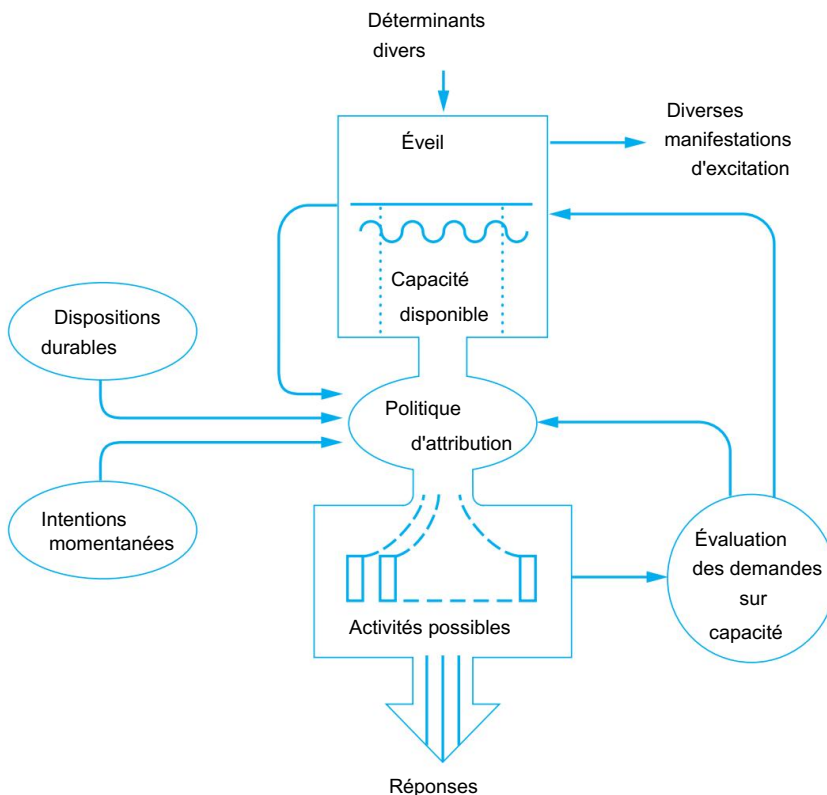 Déterminants
divers
Éveil
Diverses
manifestations
d'excitation
Capacité
disponible
Dispositions
durables
Politique
d'attribution
Intentions
momentanées
Évaluation
des demandes
sur
capacité
Activités possibles
Réponses